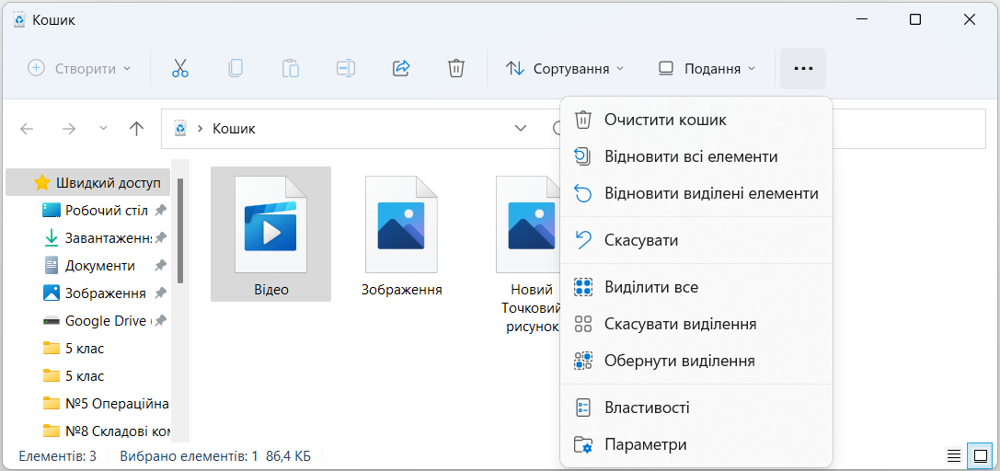 Кошик
Створити
Сортування
Подання
Кошик
Швидкий доступ
Робочий стіл
Завантажен
Документи
Зображення
Google Drive
5 клас
5 клас
№5 Операційна
№8 Складові ком
Відео
Зображення
Новий
Точковий
рисунок
Очистити кошик
Відновити всі елементи
Відновити виділені елементи
Скасувати
Виділити все
Скасувати виділення
Обернути виділення
Властивості
Параметри
Елементів: 3 Вибрано елементів: 1 86,4 КБ